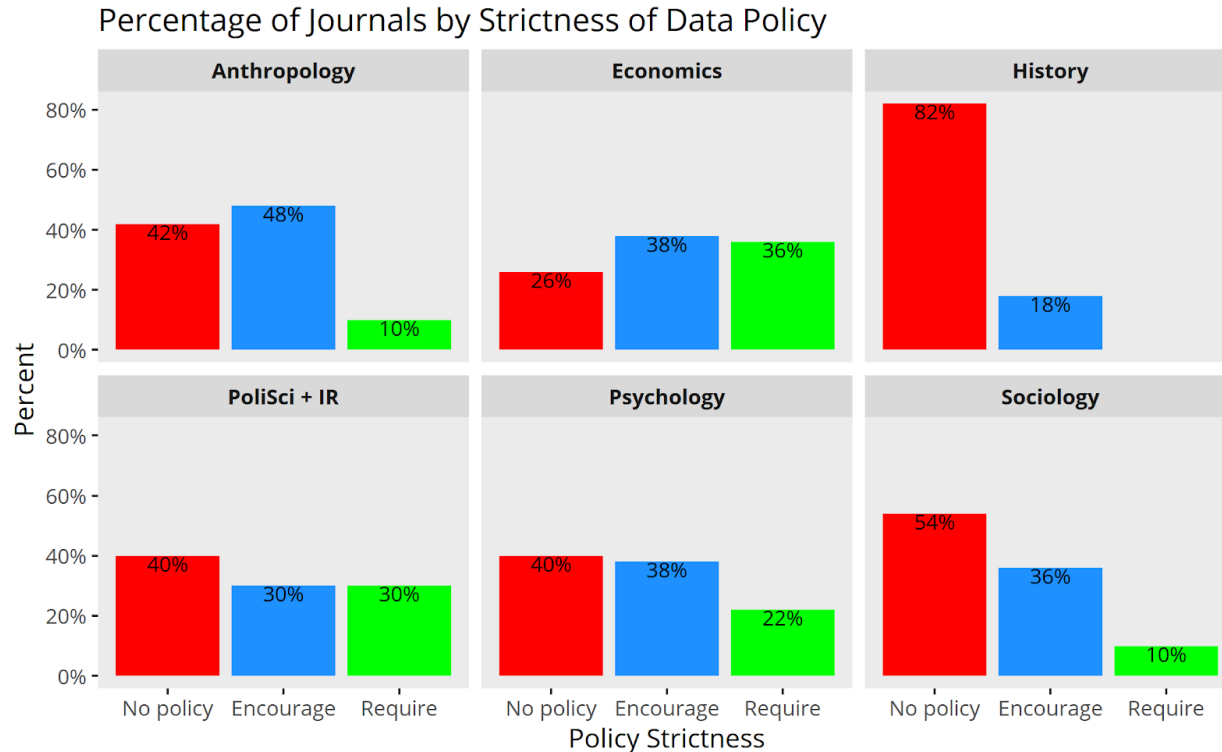 Percentage of Journals by Strictness of Data Policy
Anthropology
Economics
History
80%
60%
40%
20%
0%
42%
48%
10%
26%
38%
36%
82%
18%
Percent
PoliSci + IR
Psychology
Sociology
80%
60%
40%
20%
0%
40%
30%
30%
40%
38%
22%
54%
36%
10%
No policy Encourage Require
No policy Encourage Require
No policy Encourage Require
Policy Strictness